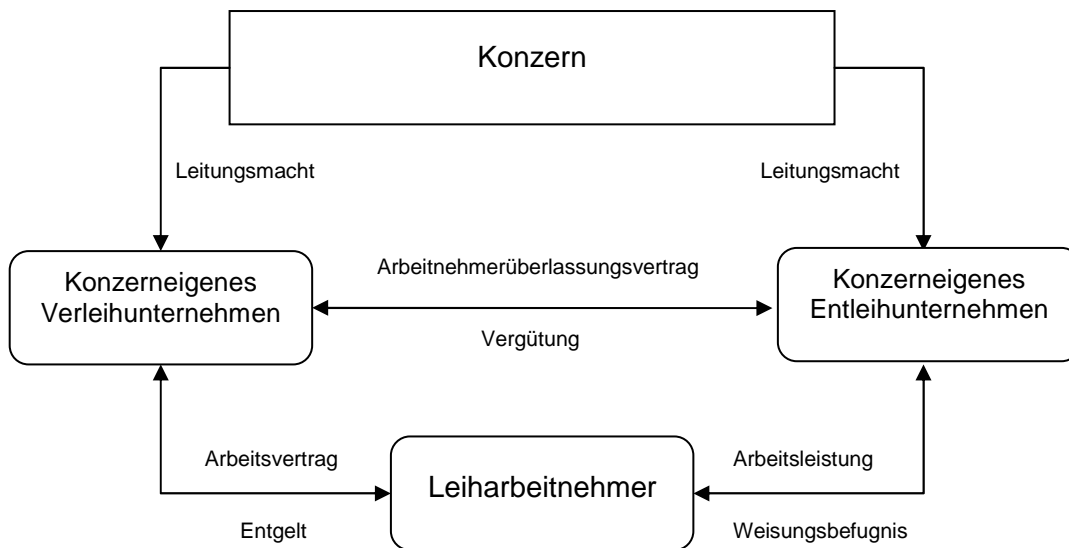 Konzern
Leitungsmacht
Leitungsmacht
Konzerneigenes
Verleihunternehmen
Arbeitnehmerüberlassungsvertrag
Vergütung
Konzerneigenes
Entleihunternehmen
Arbeitsvertrag
Entgelt
Leiharbeitnehmer
Arbeitsleistung
Weisungsbefugnis